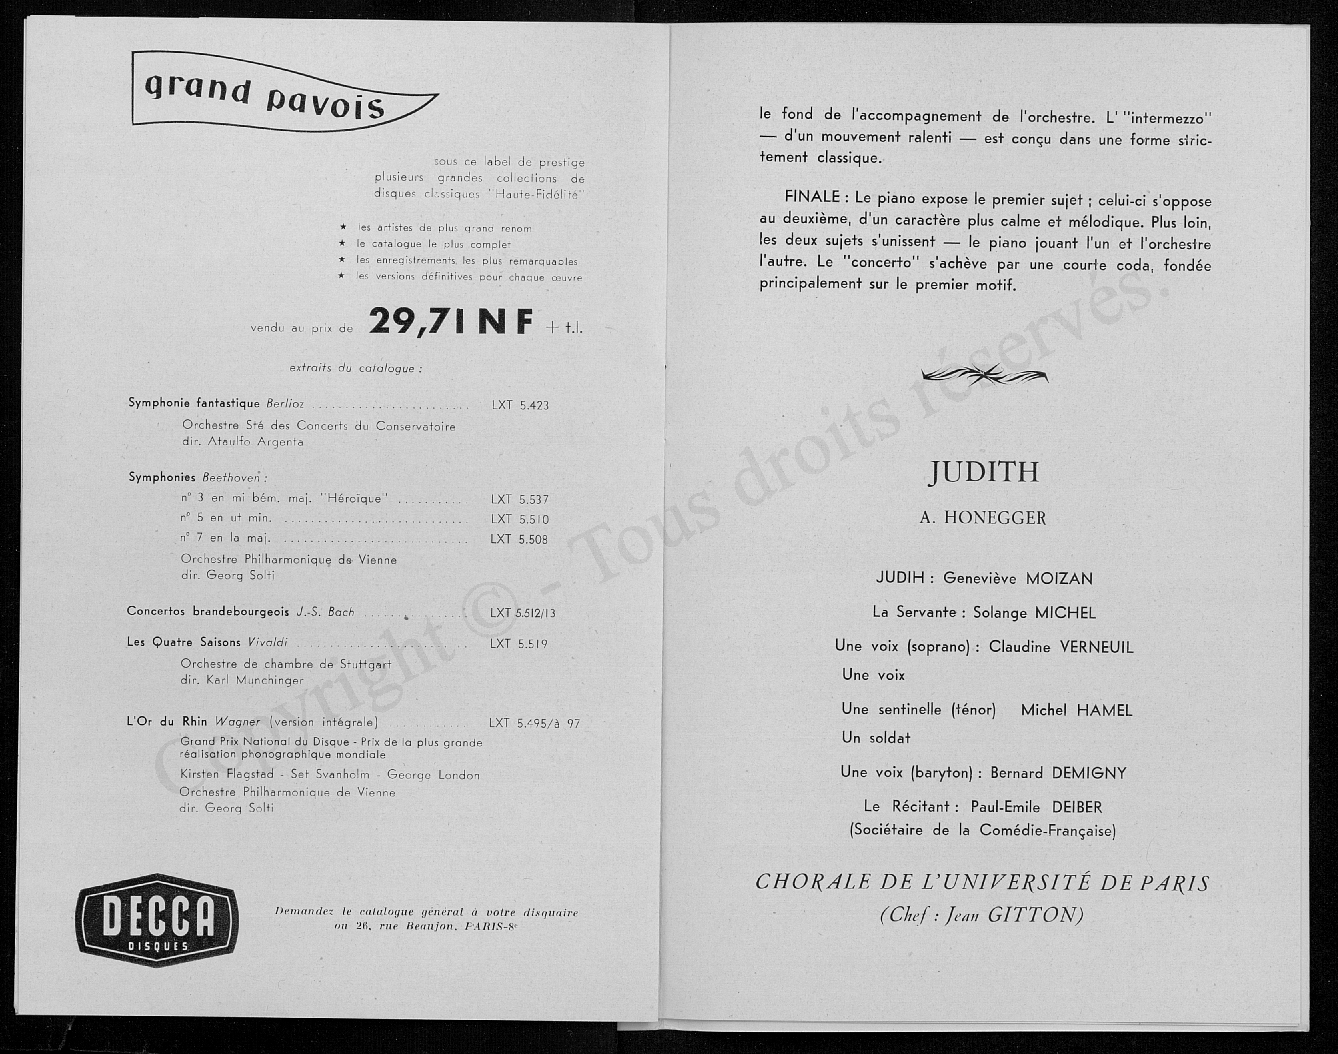 grand pavois
sous ce label de prestige
plusieurs grandes collections de
disques classiques "Haute-Fidélité"
★ les artistes de plus grand renom
★ le catalogue le plus complet
★ les enregistrements les plus remarquables
★ les versions définitives pour chaque œuvre
vendu au prix de 29,71 NF + t.l.
extraits du catalogue :
Symphonie fantastique Berlioz ........................ LXT 5.423
Orchestre Sté des Concerts du Conservatoire
dir. Ataulfo Argenta
Symphonies Beethoven :
n° 3 en mi bém. maj. "Héroïque" .......... LXT 5.537
n° 5 en ut min. ............................ LXT 5.510
n° 7 en la maj. ............................ LXT 5.508
Orchestre Philharmonique de Vienne
dir. Georg Solti
Concertos brandebourgeois J.-S. Bach ................ LXT 5.512/13
Les Quatre Saisons Vivaldi .......................... LXT 5.519
Orchestre de chambre de Stuttgart
dir. Karl Munchinger
L'Or du Rhin Wagner (version intégrale) ............ LXT 5.495/à 97
Grand Prix National du Disque - Prix de la plus grande
réalisation phonographique mondiale
Kirsten Flagstad - Set Svanholm - George London
Orchestre Philharmonique de Vienne
dir. Georg Solti
DECCA
DISQUES
Demandez le catalogue général à votre disquaire
ou 26, rue Beaujon, PARIS-8e
le fond de l'accompagnement de l'orchestre. L' "intermezzo"
— d'un mouvement ralenti — est conçu dans une forme stric-
tement classique.
FINALE : Le piano expose le premier sujet ; celui-ci s'oppose
au deuxième, d'un caractère plus calme et mélodique. Plus loin,
les deux sujets s'unissent — le piano jouant l'un et l'orchestre
l'autre. Le "concerto" s'achève par une courte coda, fondée
principalement sur le premier motif.
JUDITH
A. HONEGGER
JUDIH : Geneviève MOIZAN
La Servante : Solange MICHEL
Une voix (soprano) : Claudine VERNEUIL
Une voix
Une sentinelle (ténor) Michel HAMEL
Un soldat
Une voix (baryton) : Bernard DEMIGNY
Le Récitant : Paul-Emile DEIBER
(Sociétaire de la Comédie-Française)
CHORALE DE L'UNIVERSITÉ DE PARIS
(Chef : Jean GITTON)
Copyright © - Tous droits réservés.